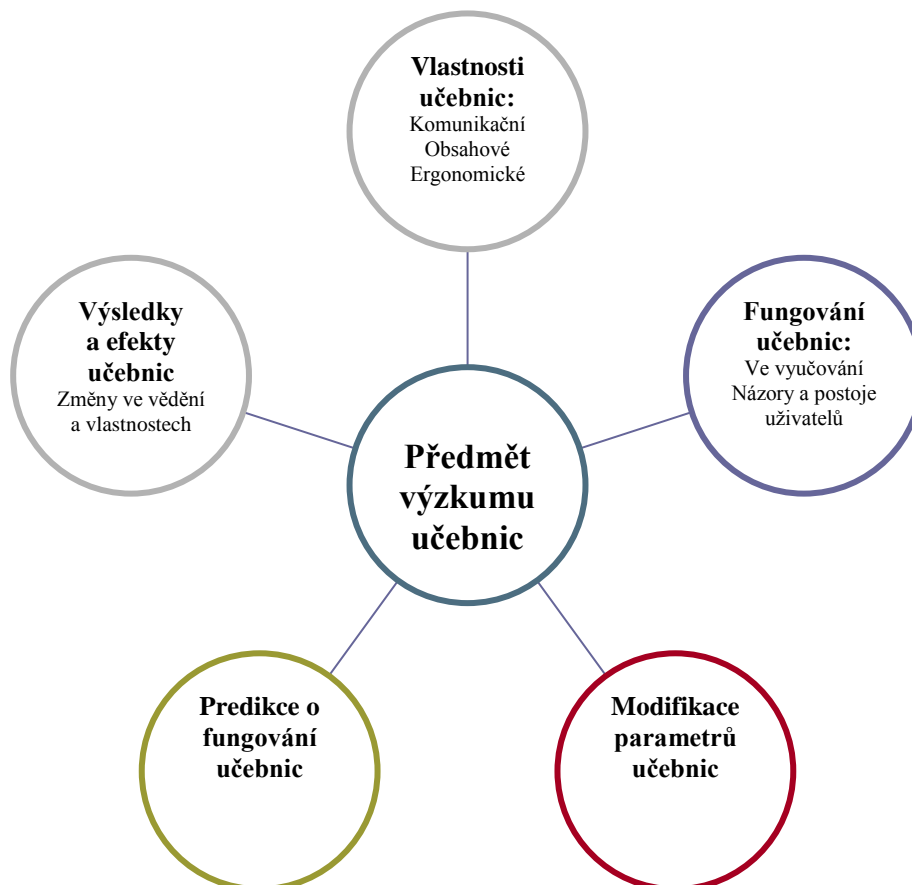 Vlastnosti
učebnic:
Komunikační
Obsahové
Ergonomické
Výsledky
a efekty
učebnic
Změny ve vědění
a vlastnostech
Fungování
učebnic:
Ve vyučování
Názory a postoje
uživatelů
Předmět
výzkumu
učebnic
Predikce o
fungování
učebnic
Modifikace
parametrů
učebnic